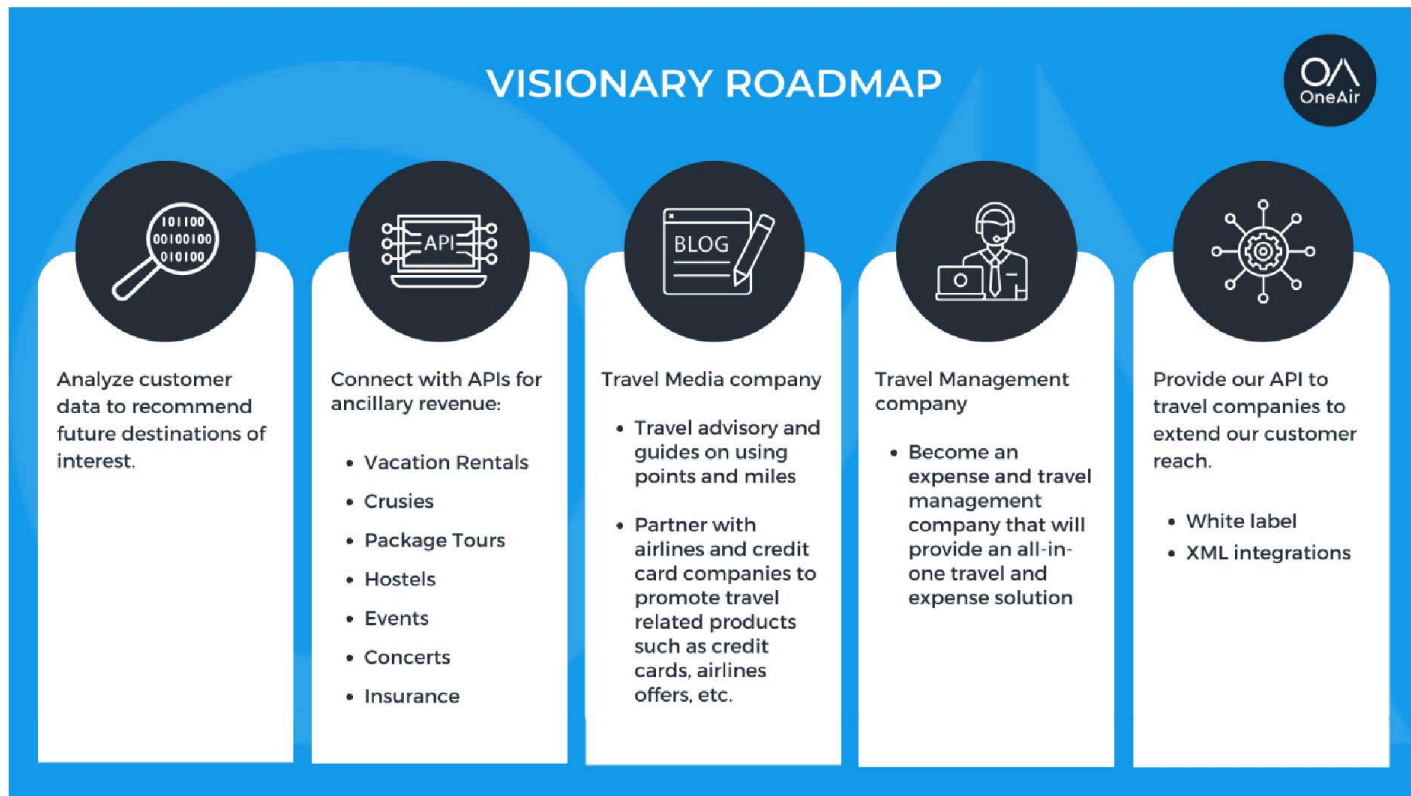 VISIONARY ROADMAP
OA
OneAir
101100
00100100
010100
Analyze customer
data to recommend
future destinations of
interest.
API
Connect with APIs for
ancillary revenue:
• Vacation Rentals
• Crusies
• Package Tours
• Hostels
• Events
• Concerts
• Insurance
BLOG
Travel Media company
• Travel advisory and
guides on using
points and miles
• Partner with
airlines and credit
card companies to
promote travel
related products
such as credit
cards, airlines
offers, etc.
Travel Management
company
• Become an
expense and travel
management
company that will
provide an all-in-
one travel and
expense solution
Provide our API to
travel companies to
extend our customer
reach.
• White label
• XML integrations